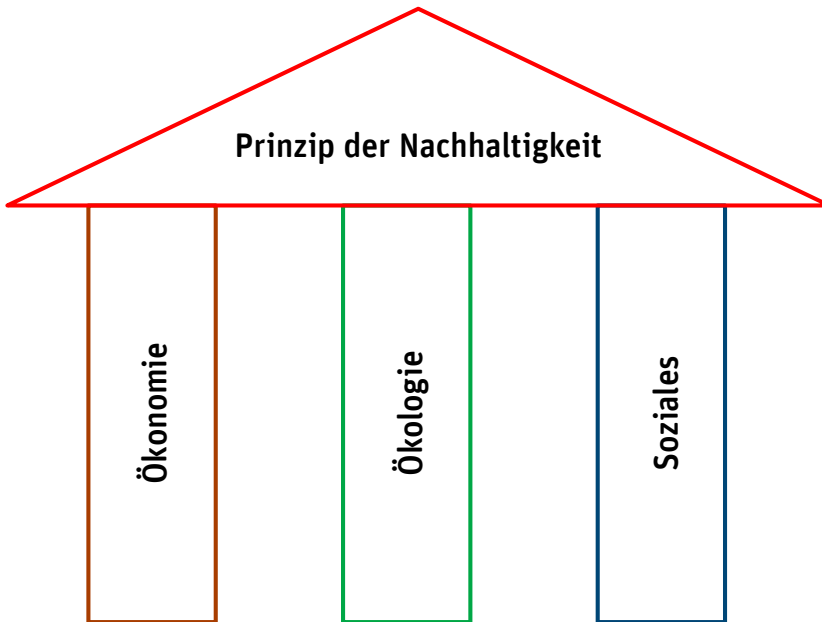 Prinzip der Nachhaltigkeit
Ökonomie
Ökologie
Soziales